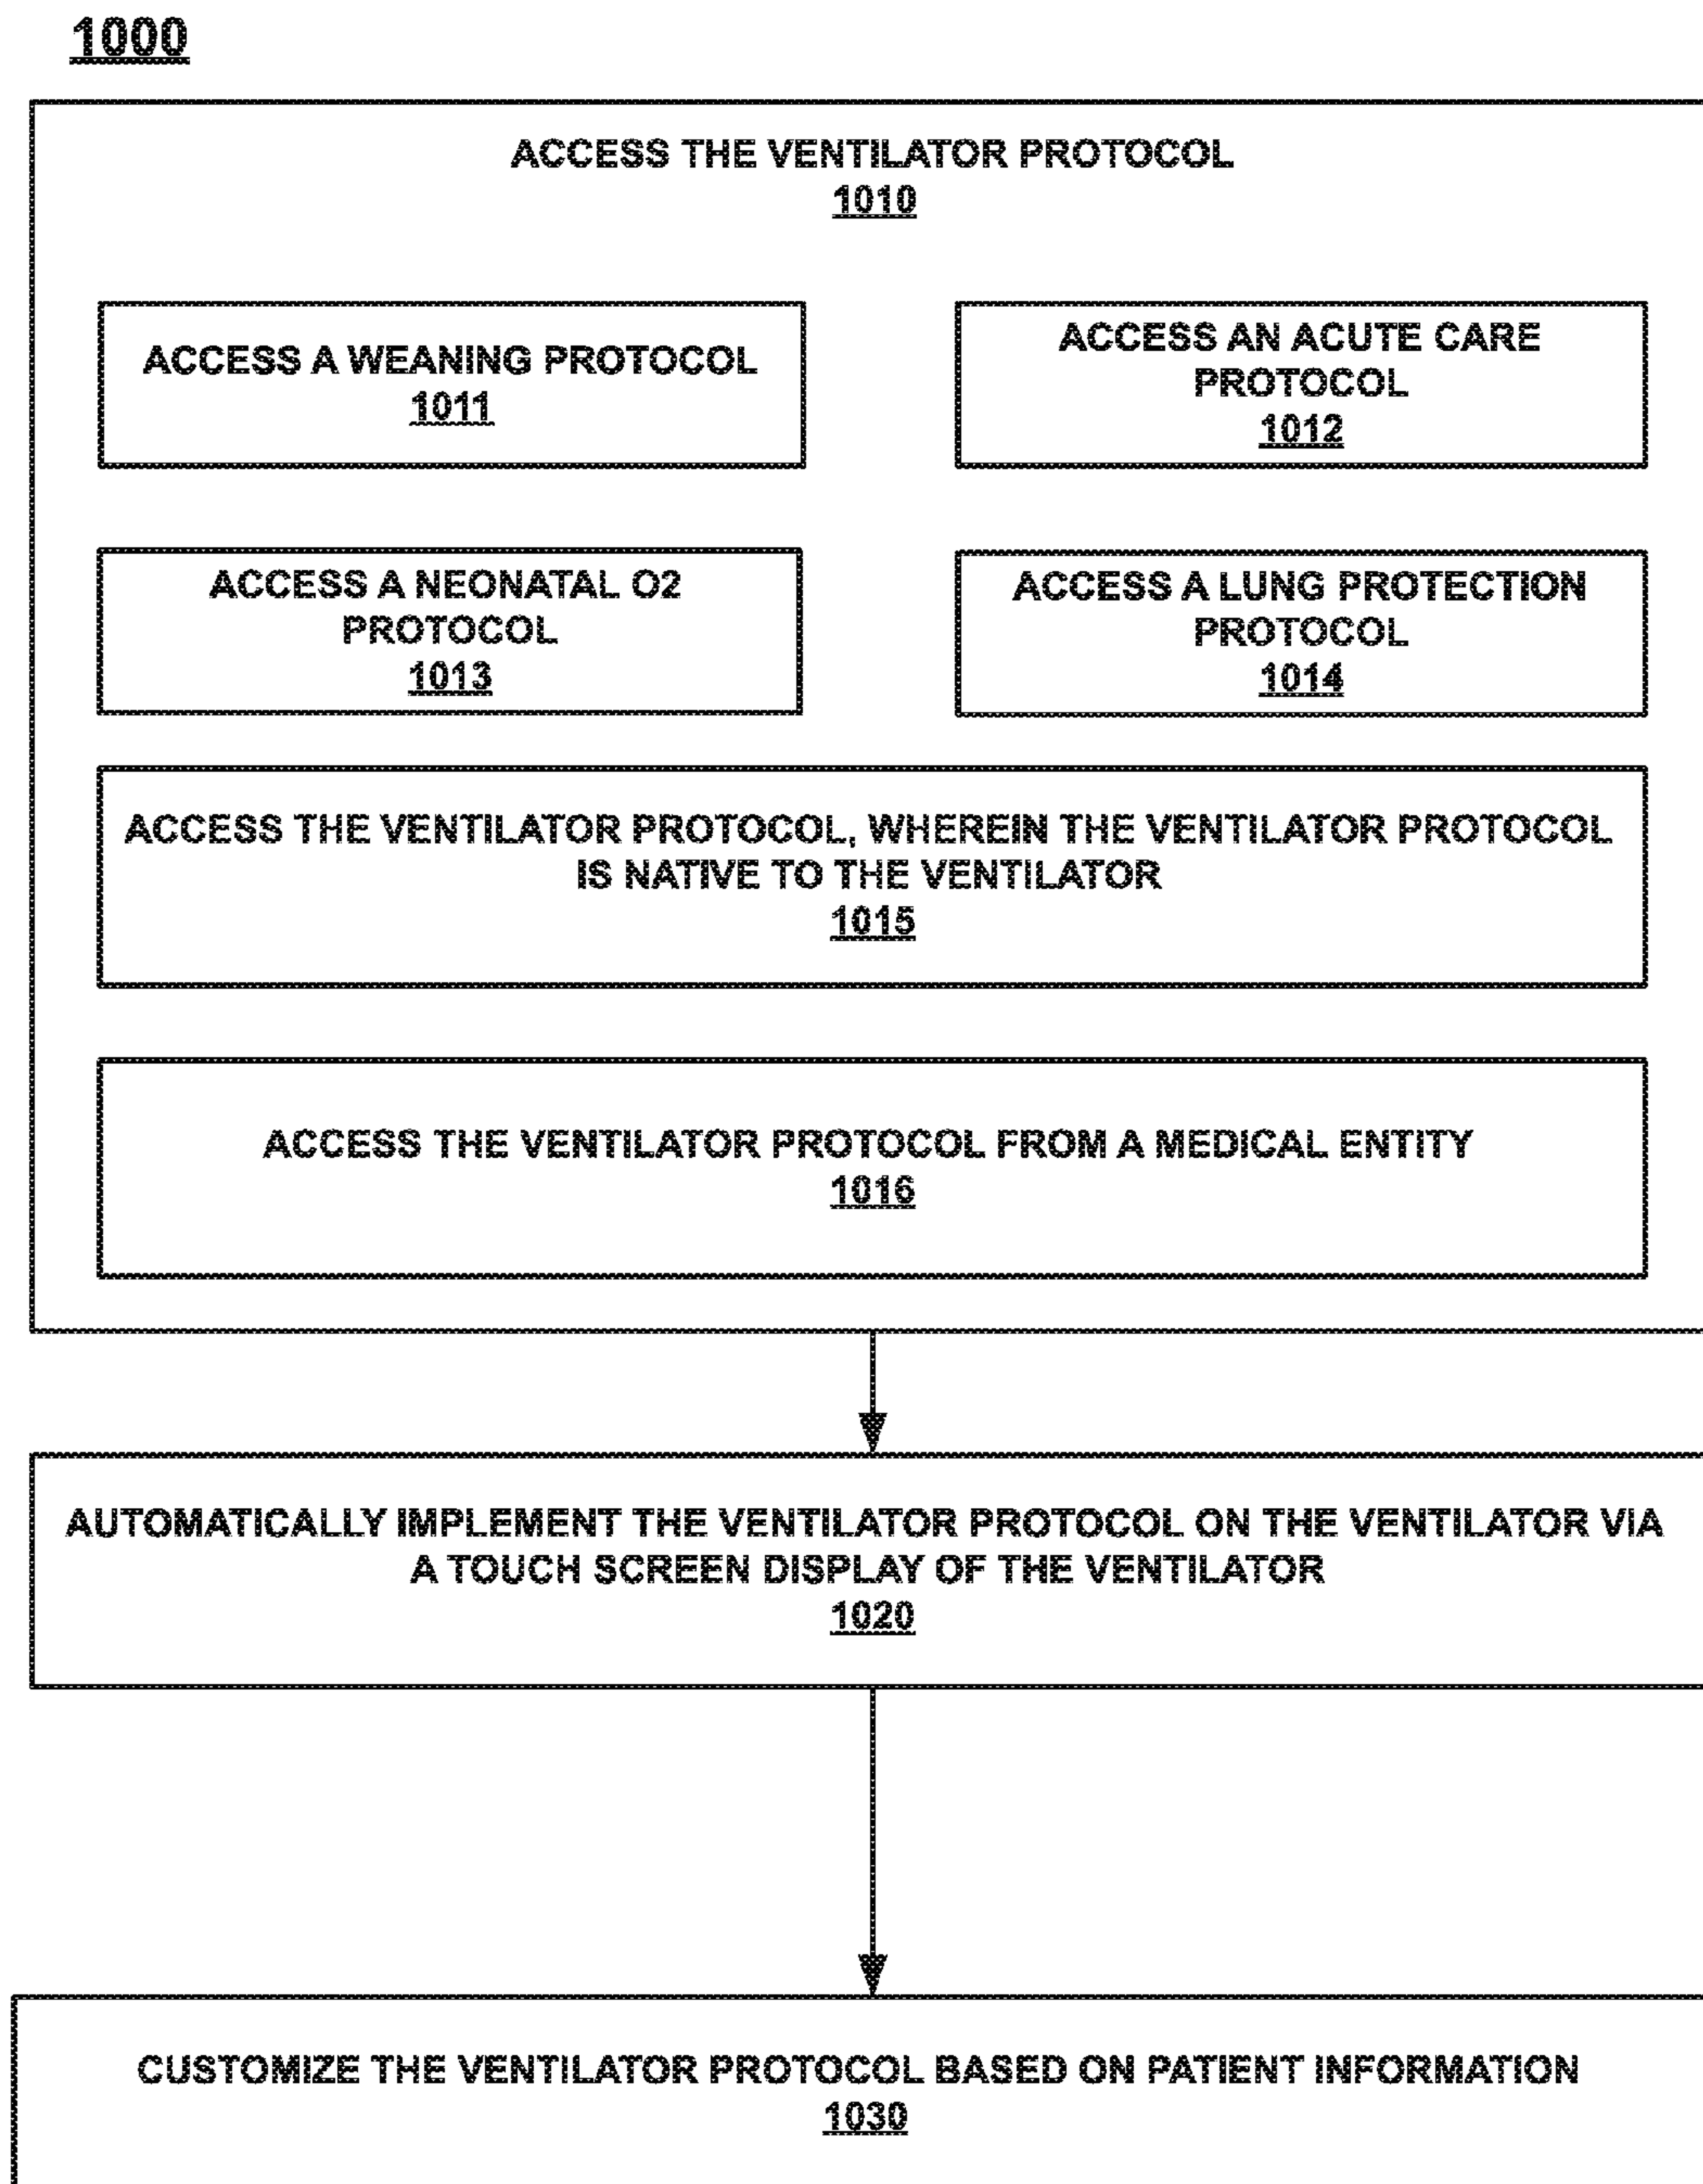 1000
ACCESS THE VENTILATOR PROTOCOL
1010
ACCESS A WEANING PROTOCOL
1011
ACCESS AN ACUTE CARE
PROTOCOL
1012
ACCESS A NEONATAL O2
PROTOCOL
1013
ACCESS A LUNG PROTECTION
PROTOCOL
1014
ACCESS THE VENTILATOR PROTOCOL, WHEREIN THE VENTILATOR PROTOCOL
IS NATIVE TO THE VENTILATOR
1015
ACCESS THE VENTILATOR PROTOCOL FROM A MEDICAL ENTITY
1016
AUTOMATICALLY IMPLEMENT THE VENTILATOR PROTOCOL ON THE VENTILATOR VIA
A TOUCH SCREEN DISPLAY OF THE VENTILATOR
1020
CUSTOMIZE THE VENTILATOR PROTOCOL BASED ON PATIENT INFORMATION
1030